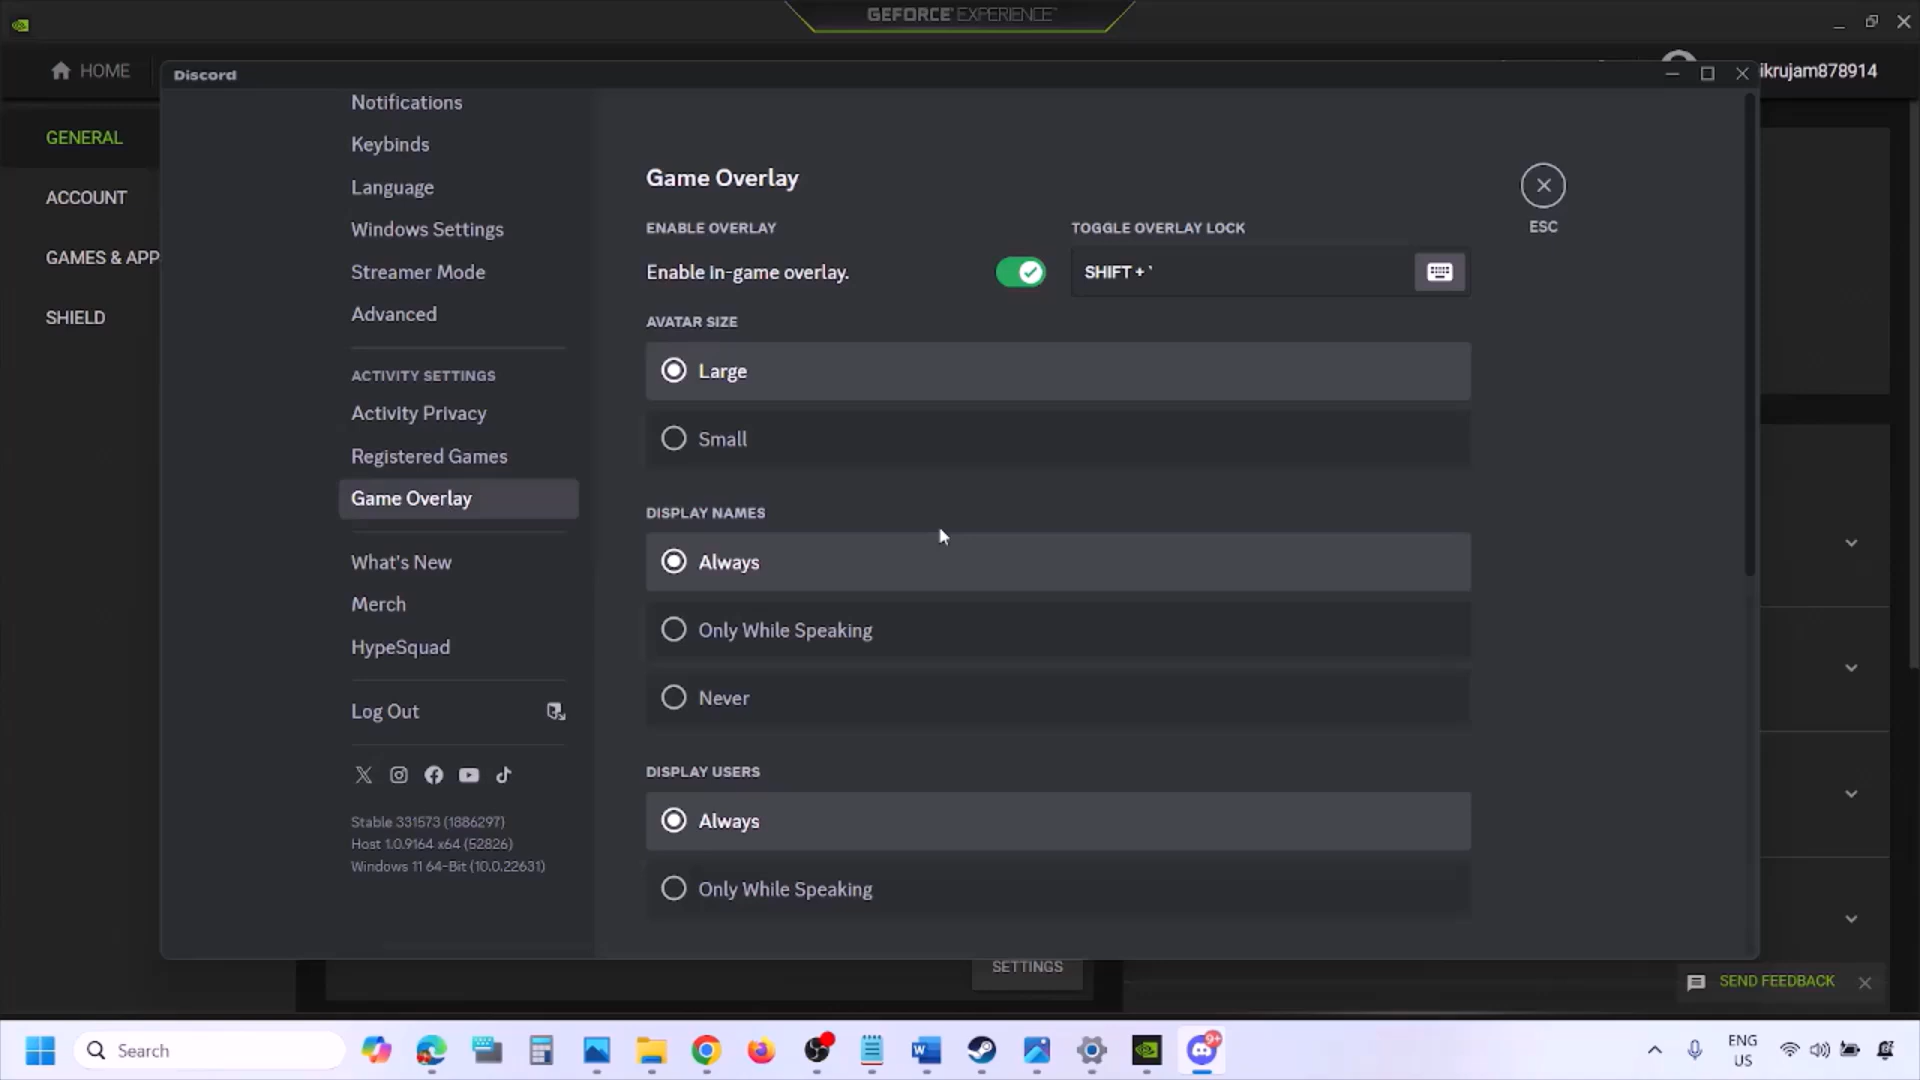 GEFORCE EXPERIENCE
HOME
ikrujam878914
GENERAL
ACCOUNT
GAMES & APP
SHIELD
Discord
Notifications
Keybinds
Language
Windows Settings
Streamer Mode
Advanced
ACTIVITY SETTINGS
Activity Privacy
Registered Games
Game Overlay
What's New
Merch
HypeSquad
Log Out
Stable 331573 (1886297)
Host 1.0.9164 x64 (52826)
Windows 11 64-Bit (10.0.22631)
Game Overlay
ESC
ENABLE OVERLAY
Enable in-game overlay.
TOGGLE OVERLAY LOCK
SHIFT + `
AVATAR SIZE
Large
Small
DISPLAY NAMES
Always
Only While Speaking
Never
DISPLAY USERS
Always
Only While Speaking
SETTINGS
SEND FEEDBACK
Search
9+
ENG
US